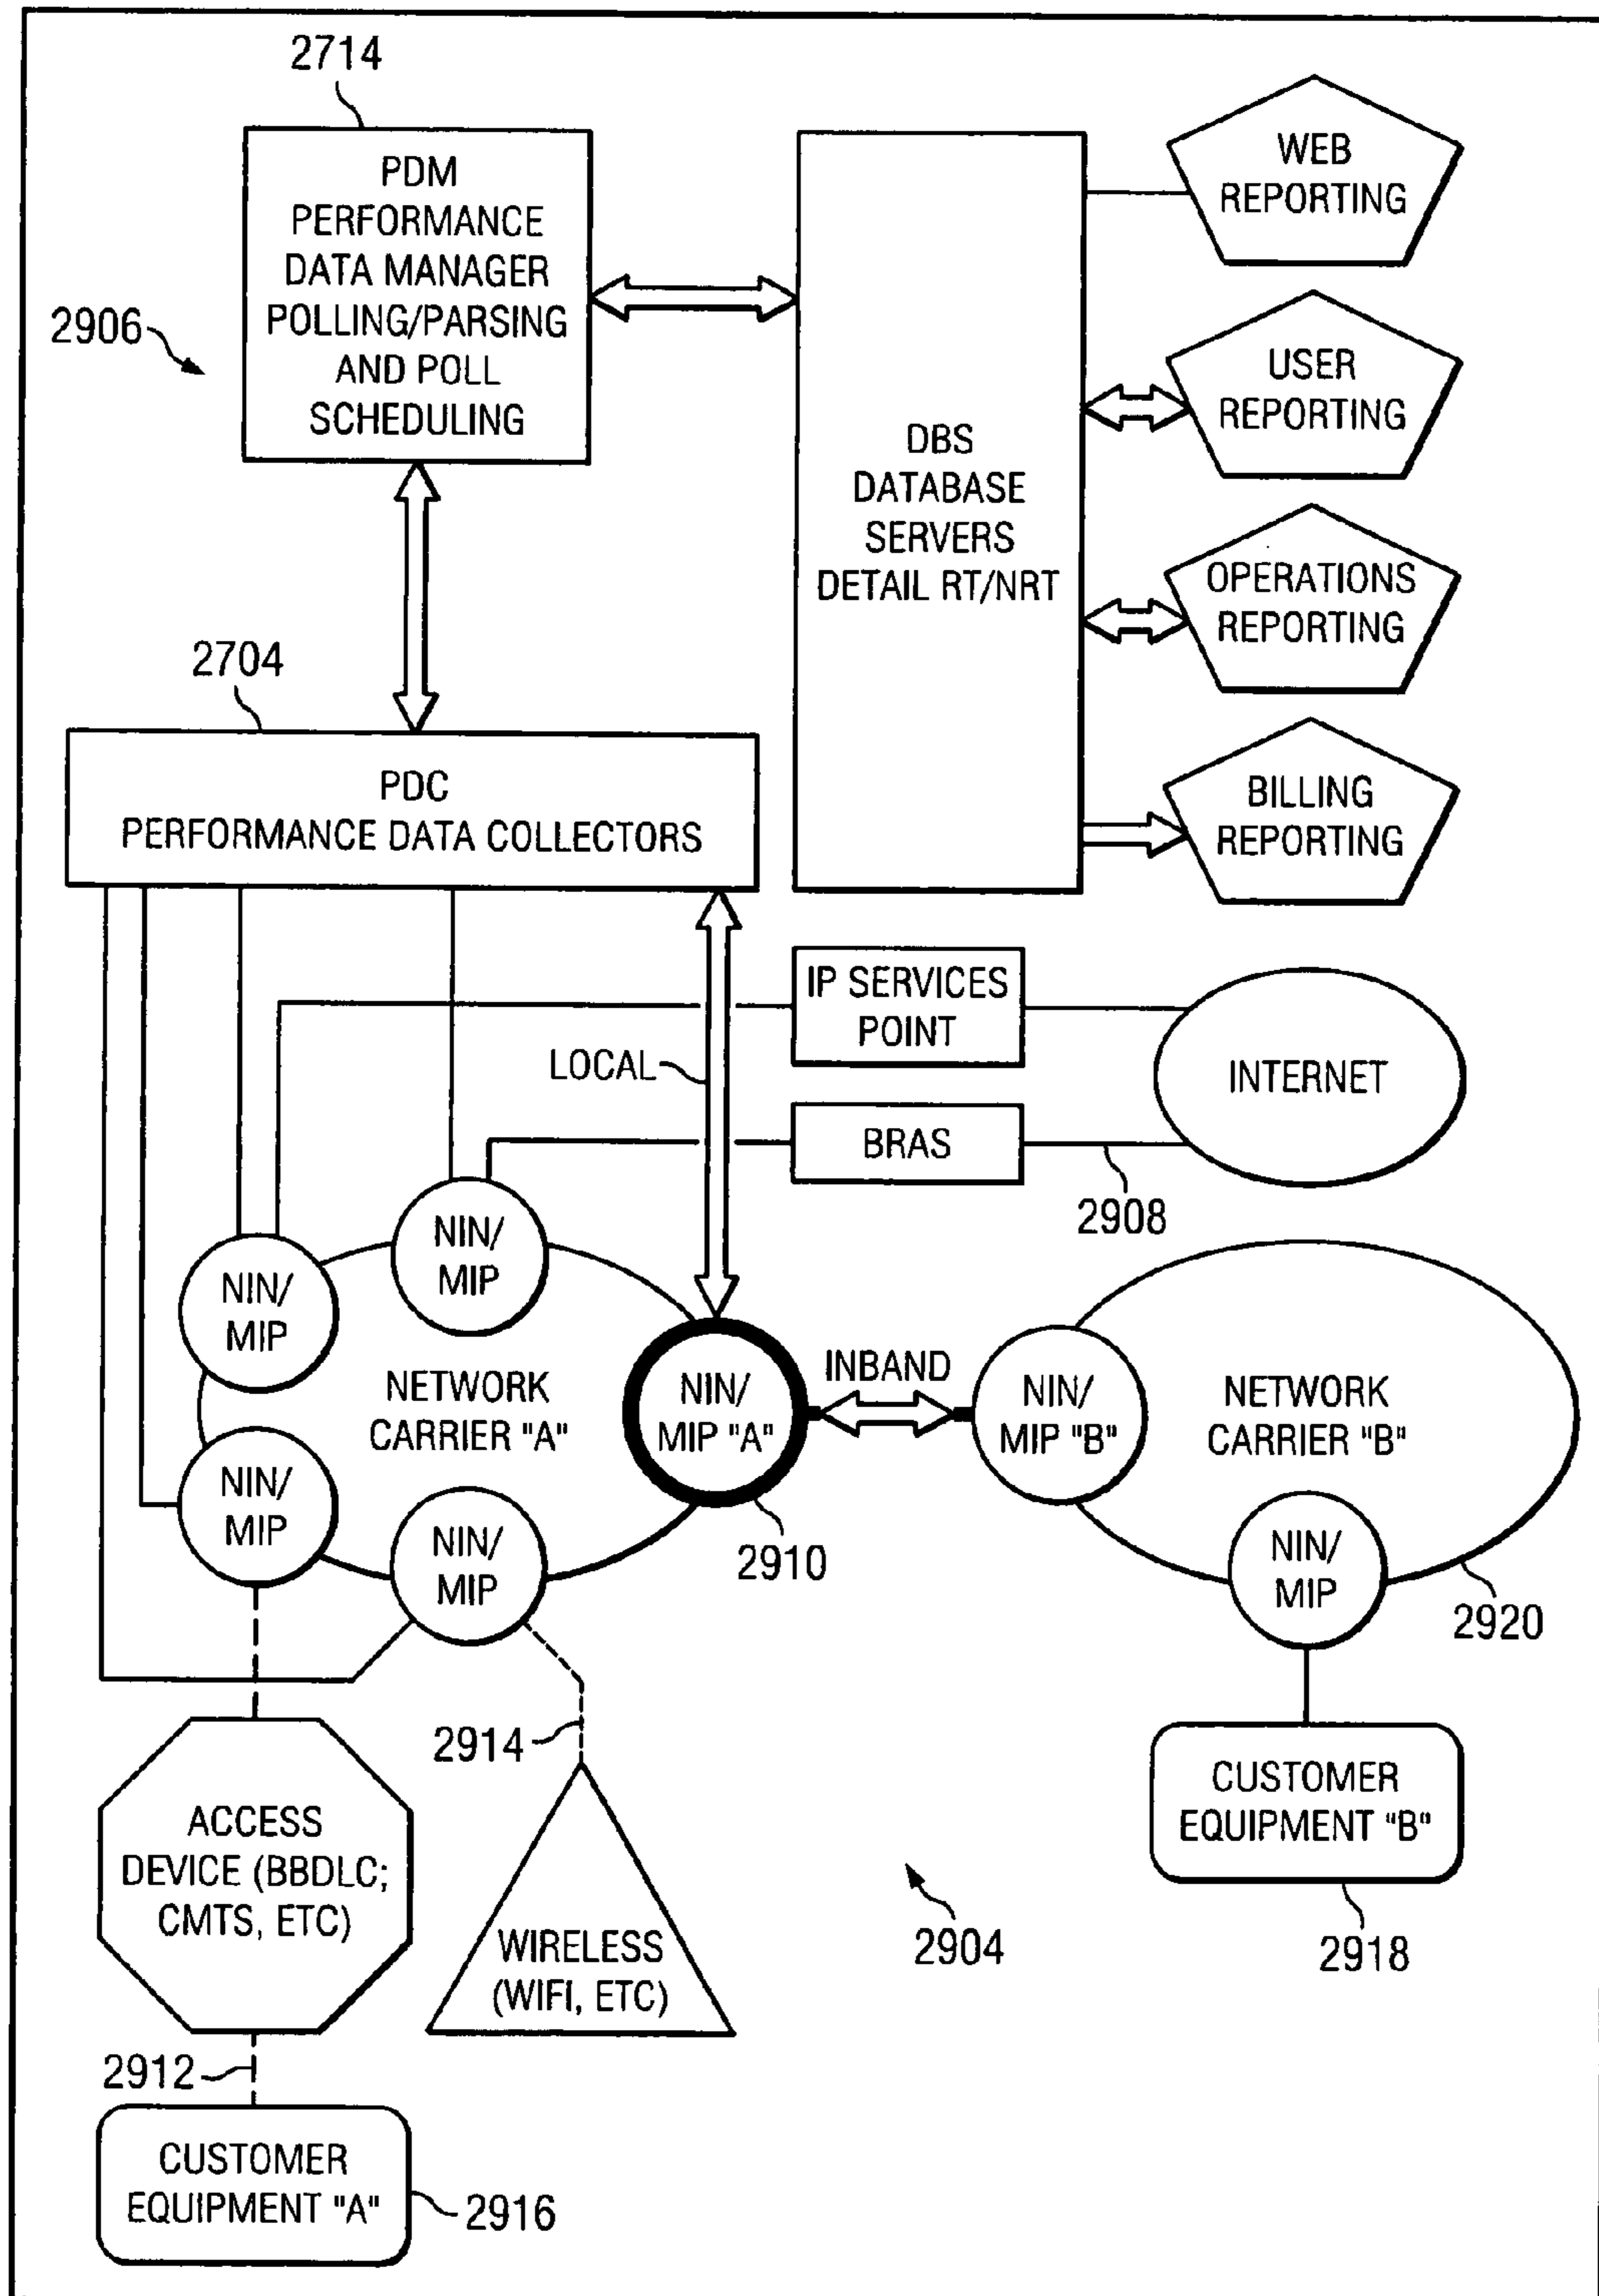 2714
PDM
PERFORMANCE
DATA MANAGER
POLLING/PARSING
AND POLL
SCHEDULING
2906
DBS
DATABASE
SERVERS
DETAIL RT/NRT
WEB
REPORTING
USER
REPORTING
OPERATIONS
REPORTING
BILLING
REPORTING
2704
PDC
PERFORMANCE DATA COLLECTORS
IP SERVICES
POINT
LOCAL
INTERNET
BRAS
2908
NIN/
MIP
NIN/
MIP
NETWORK
CARRIER "A"
NIN/
MIP "A"
INBAND
NIN/
MIP "B"
NETWORK
CARRIER "B"
NIN/
MIP
NIN/
MIP
2910
NIN/
MIP
2920
2914
ACCESS
DEVICE (BBDLC;
CMTS, ETC)
WIRELESS
(WIFI, ETC)
CUSTOMER
EQUIPMENT "B"
2904
2918
2912
CUSTOMER
EQUIPMENT "A"
2916